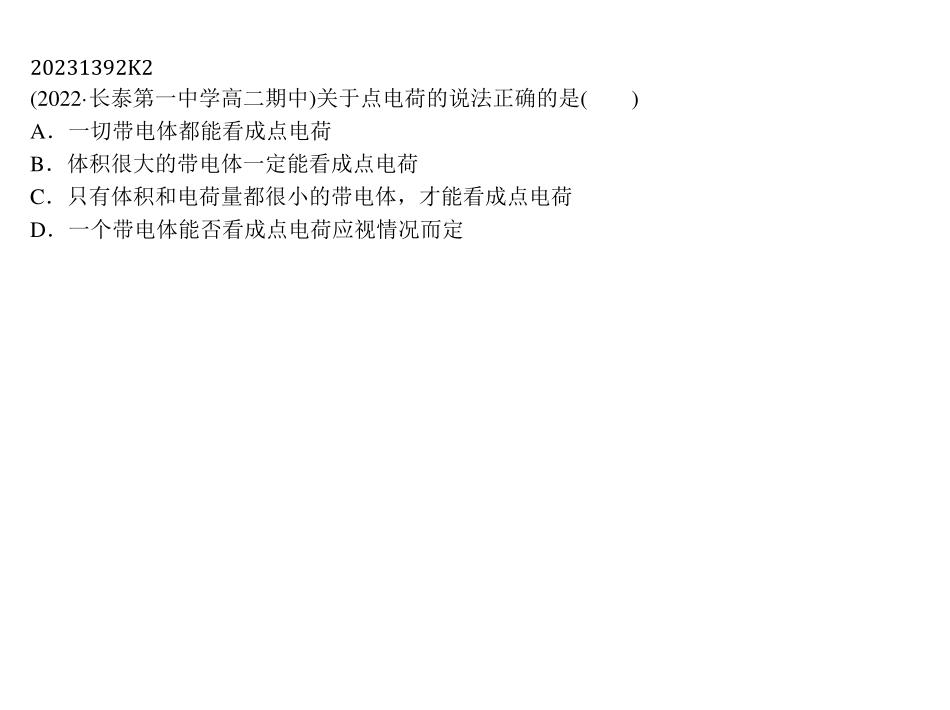 20231392K2
(2022·长泰第一中学高二期中)关于点电荷的说法正确的是(　　)
A．一切带电体都能看成点电荷
B．体积很大的带电体一定能看成点电荷
C．只有体积和电荷量都很小的带电体，才能看成点电荷
D．一个带电体能否看成点电荷应视情况而定